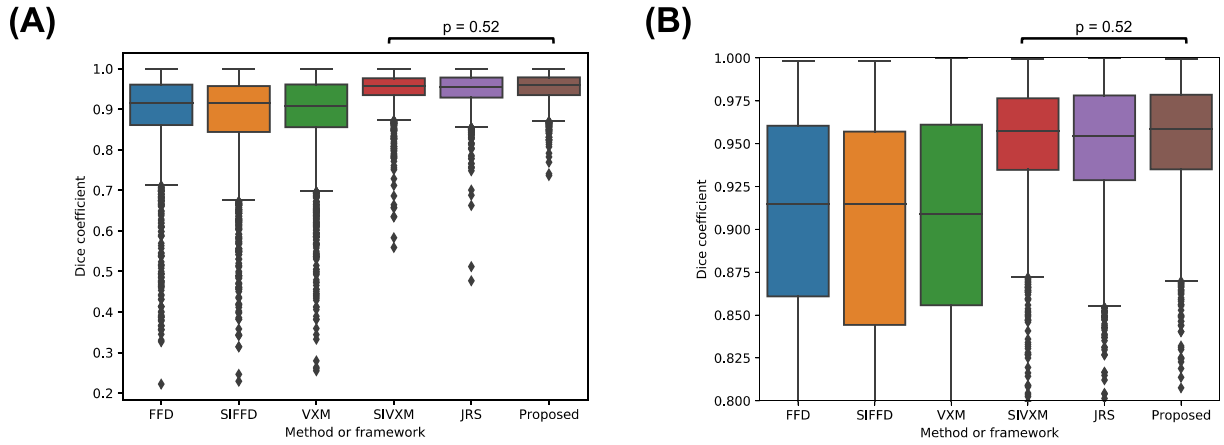 (A)
p = 0.52
1.0
0.9
0.8
0.7
0.6
0.5
0.4
0.3
0.2
Dice coefficient
FFD SIFFD VXM SIVXM JRS Proposed
Method or framework
(B)
p = 0.52
1.000
0.975
0.950
0.925
0.900
0.875
0.850
0.825
0.800
Dice coefficient
FFD SIFFD VXM SIVXM JRS Proposed
Method or framework